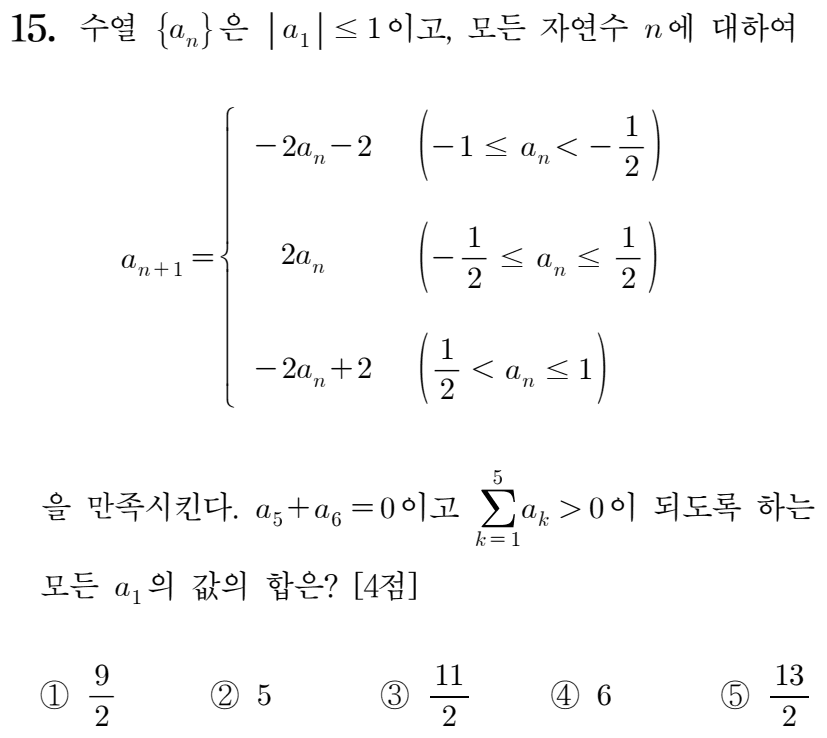 15. 수열 {aₙ}은 |a₁| ≤ 1이고, 모든 자연수 n에 대하여
aₙ₊₁ = { −2aₙ − 2 (−1 ≤ aₙ < −1/2)
2aₙ (−1/2 ≤ aₙ ≤ 1/2)
−2aₙ + 2 (1/2 < aₙ ≤ 1)
을 만족시킨다. a₅ + a₆ = 0이고 ∑_{k=1}^{5} aₖ > 0이 되도록 하는
모든 a₁의 값의 합은? [4점]
① 9/2 ② 5 ③ 11/2 ④ 6 ⑤ 13/2